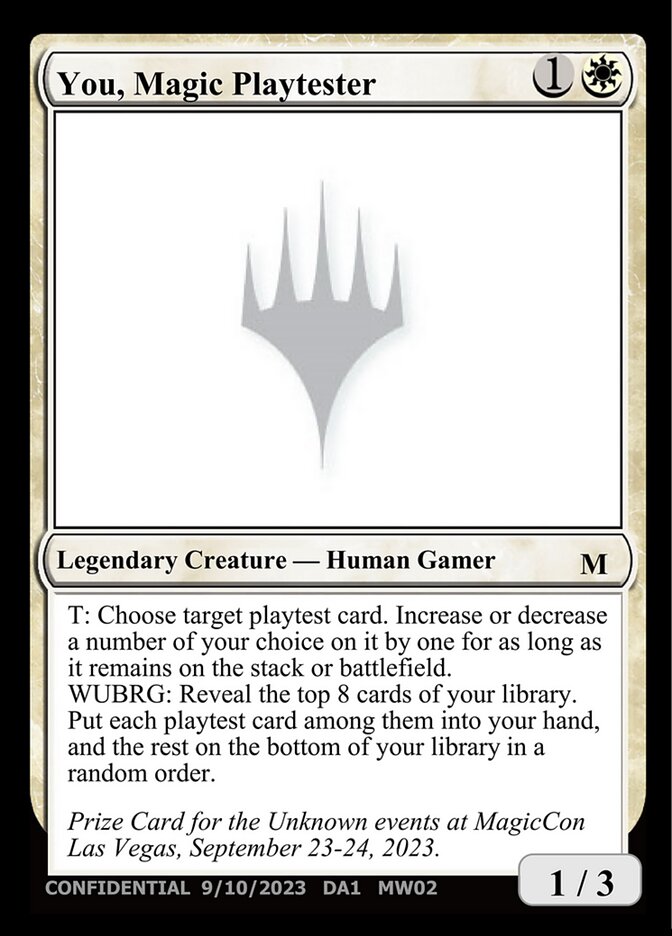 You, Magic Playtester 1
Legendary Creature — Human Gamer M
T: Choose target playtest card. Increase or decrease
a number of your choice on it by one for as long as
it remains on the stack or battlefield.
WUBRG: Reveal the top 8 cards of your library.
Put each playtest card among them into your hand,
and the rest on the bottom of your library in a
random order.
Prize Card for the Unknown events at MagicCon
Las Vegas, September 23-24, 2023.
CONFIDENTIAL 9/10/2023 DA1 MW02
1 / 3